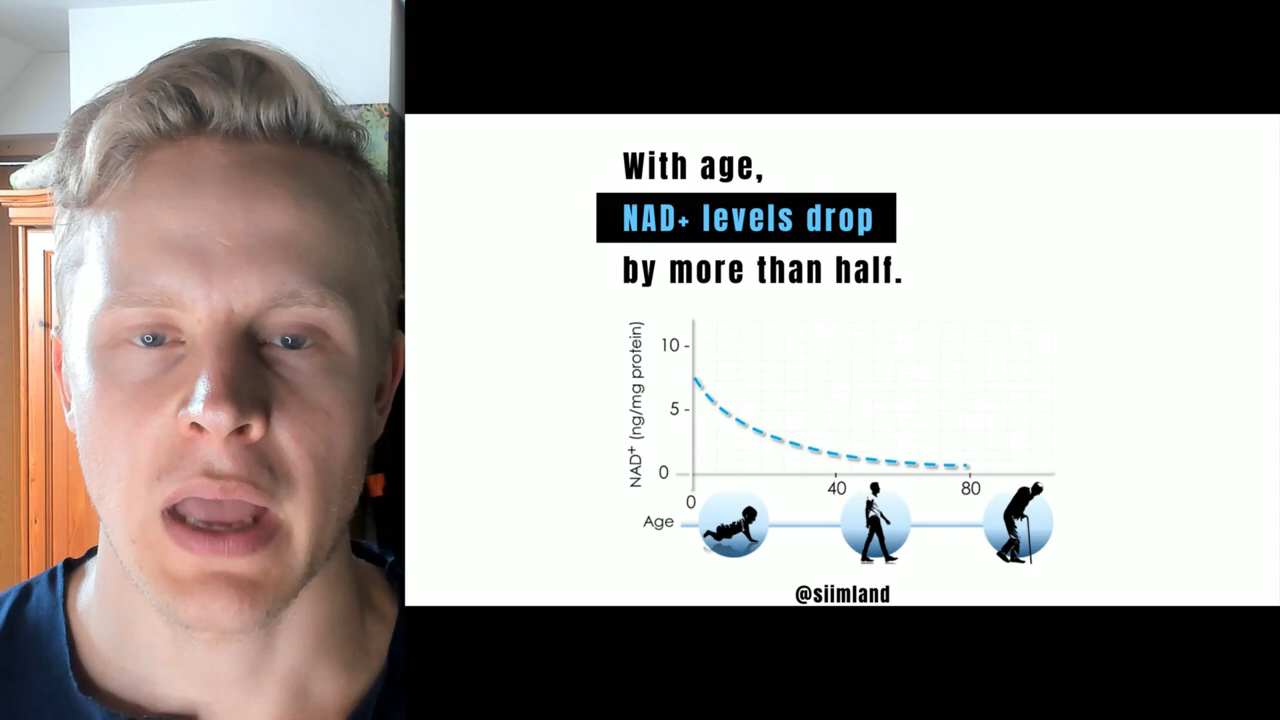 With age,
NAD+ levels drop
by more than half.
NAD+ (ng/mg protein)
10
5
0
0
40
80
Age
@siimland